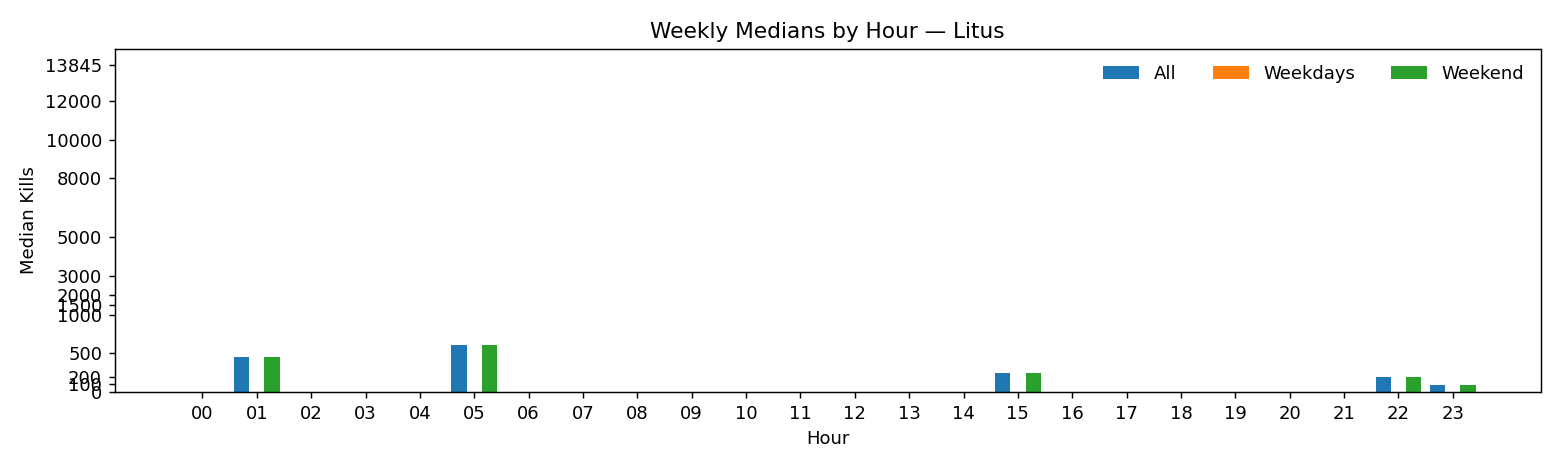 Weekly Medians by Hour — Litus
All Weekdays Weekend
Median Kills
13845
12000
10000
8000
5000
3000
2000
1500
1000
500
200
100
0
00 01 02 03 04 05 06 07 08 09 10 11 12 13 14 15 16 17 18 19 20 21 22 23
Hour